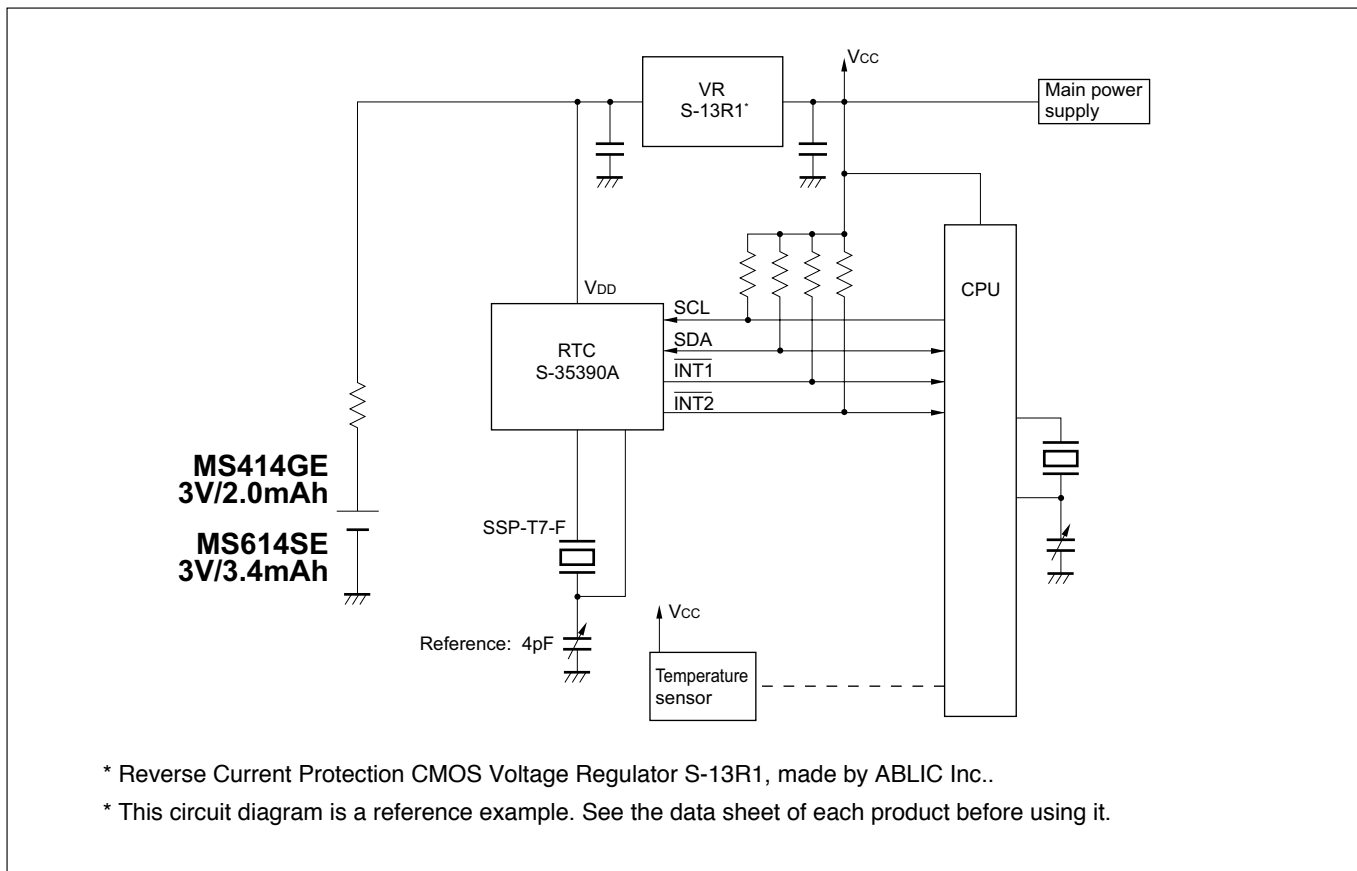 VCC
VR
S-13R1*
Main power
supply
VDD
SCL
SDA
INT1
INT2
RTC
S-35390A
CPU
MS414GE
3V/2.0mAh
MS614SE
3V/3.4mAh
SSP-T7-F
Reference: 4pF
VCC
Temperature
sensor
* Reverse Current Protection CMOS Voltage Regulator S-13R1, made by ABLIC Inc..
* This circuit diagram is a reference example. See the data sheet of each product before using it.